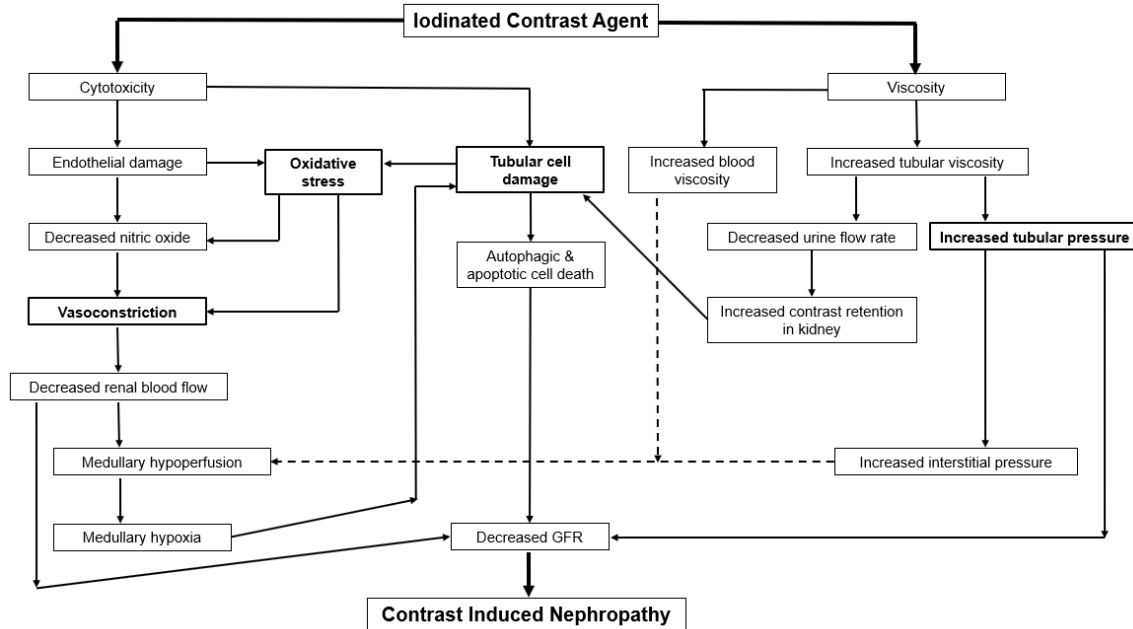 Iodinated Contrast Agent
Cytotoxicity
Viscosity
Endothelial damage
Oxidative
stress
Tubular cell
damage
Increased blood
viscosity
Increased tubular viscosity
Decreased nitric oxide
Autophagic &
apoptotic cell death
Decreased urine flow rate
Increased tubular pressure
Vasoconstriction
Increased contrast retention
in kidney
Decreased renal blood flow
Medullary hypoperfusion
Increased interstitial pressure
Medullary hypoxia
Decreased GFR
Contrast Induced Nephropathy